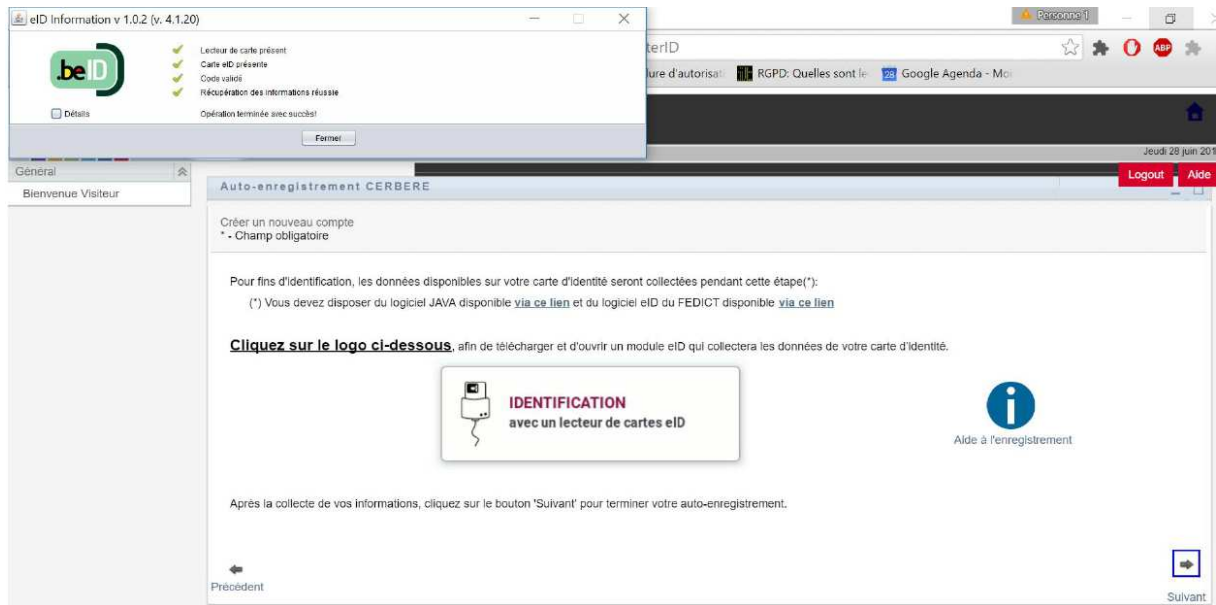 eID Information v 1.0.2 (v. 4.1.20)
Personne 1
.beID
Lecteur de carte présent
Carte eID présente
Code validé
Récupération des informations réussie
Détails
Opération terminée avec succès!
Fermer
terID
ABP
lure d'autorisat
RGPD: Quelles sont le
28
Google Agenda - Moi
Jeudi 28 juin 201
Logout
Aide
Général
Bienvenue Visiteur
Auto-enregistrement CERBERE
Créer un nouveau compte
* - Champ obligatoire
Pour fins d'identification, les données disponibles sur votre carte d'identité seront collectées pendant cette étape(*):
(*) Vous devez disposer du logiciel JAVA disponible via ce lien et du logiciel eID du FEDICT disponible via ce lien
Cliquez sur le logo ci-dessous, afin de télécharger et d'ouvrir un module eID qui collectera les données de votre carte d'identité.
IDENTIFICATION
avec un lecteur de cartes eID
Aide à l'enregistrement
Après la collecte de vos informations, cliquez sur le bouton 'Suivant' pour terminer votre auto-enregistrement.
Précédent
Suivant